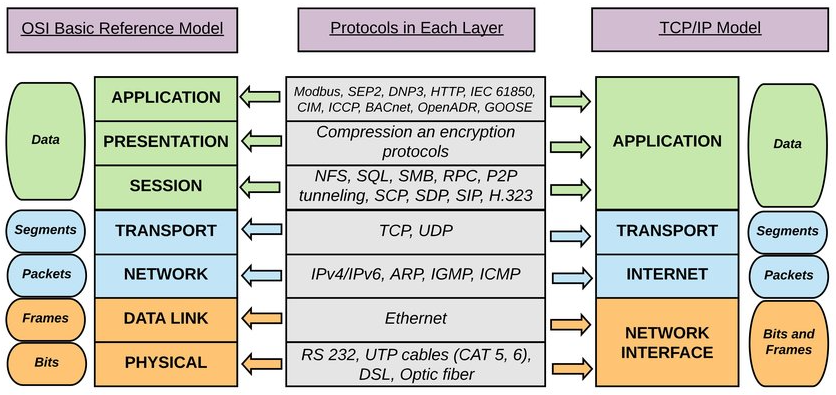 OSI Basic Reference Model
Protocols in Each Layer
TCP/IP Model
Data
APPLICATION
Modbus, SEP2, DNP3, HTTP, IEC 61850,
CIM, ICCP, BACnet, OpenADR, GOOSE
APPLICATION
Data
PRESENTATION
Compression an encryption
protocols
SESSION
NFS, SQL, SMB, RPC, P2P
tunneling, SCP, SDP, SIP, H.323
Segments
TRANSPORT
TCP, UDP
TRANSPORT
Segments
Packets
NETWORK
IPv4/IPv6, ARP, IGMP, ICMP
INTERNET
Packets
Frames
DATA LINK
Ethernet
NETWORK
INTERFACE
Bits and
Frames
Bits
PHYSICAL
RS 232, UTP cables (CAT 5, 6),
DSL, Optic fiber